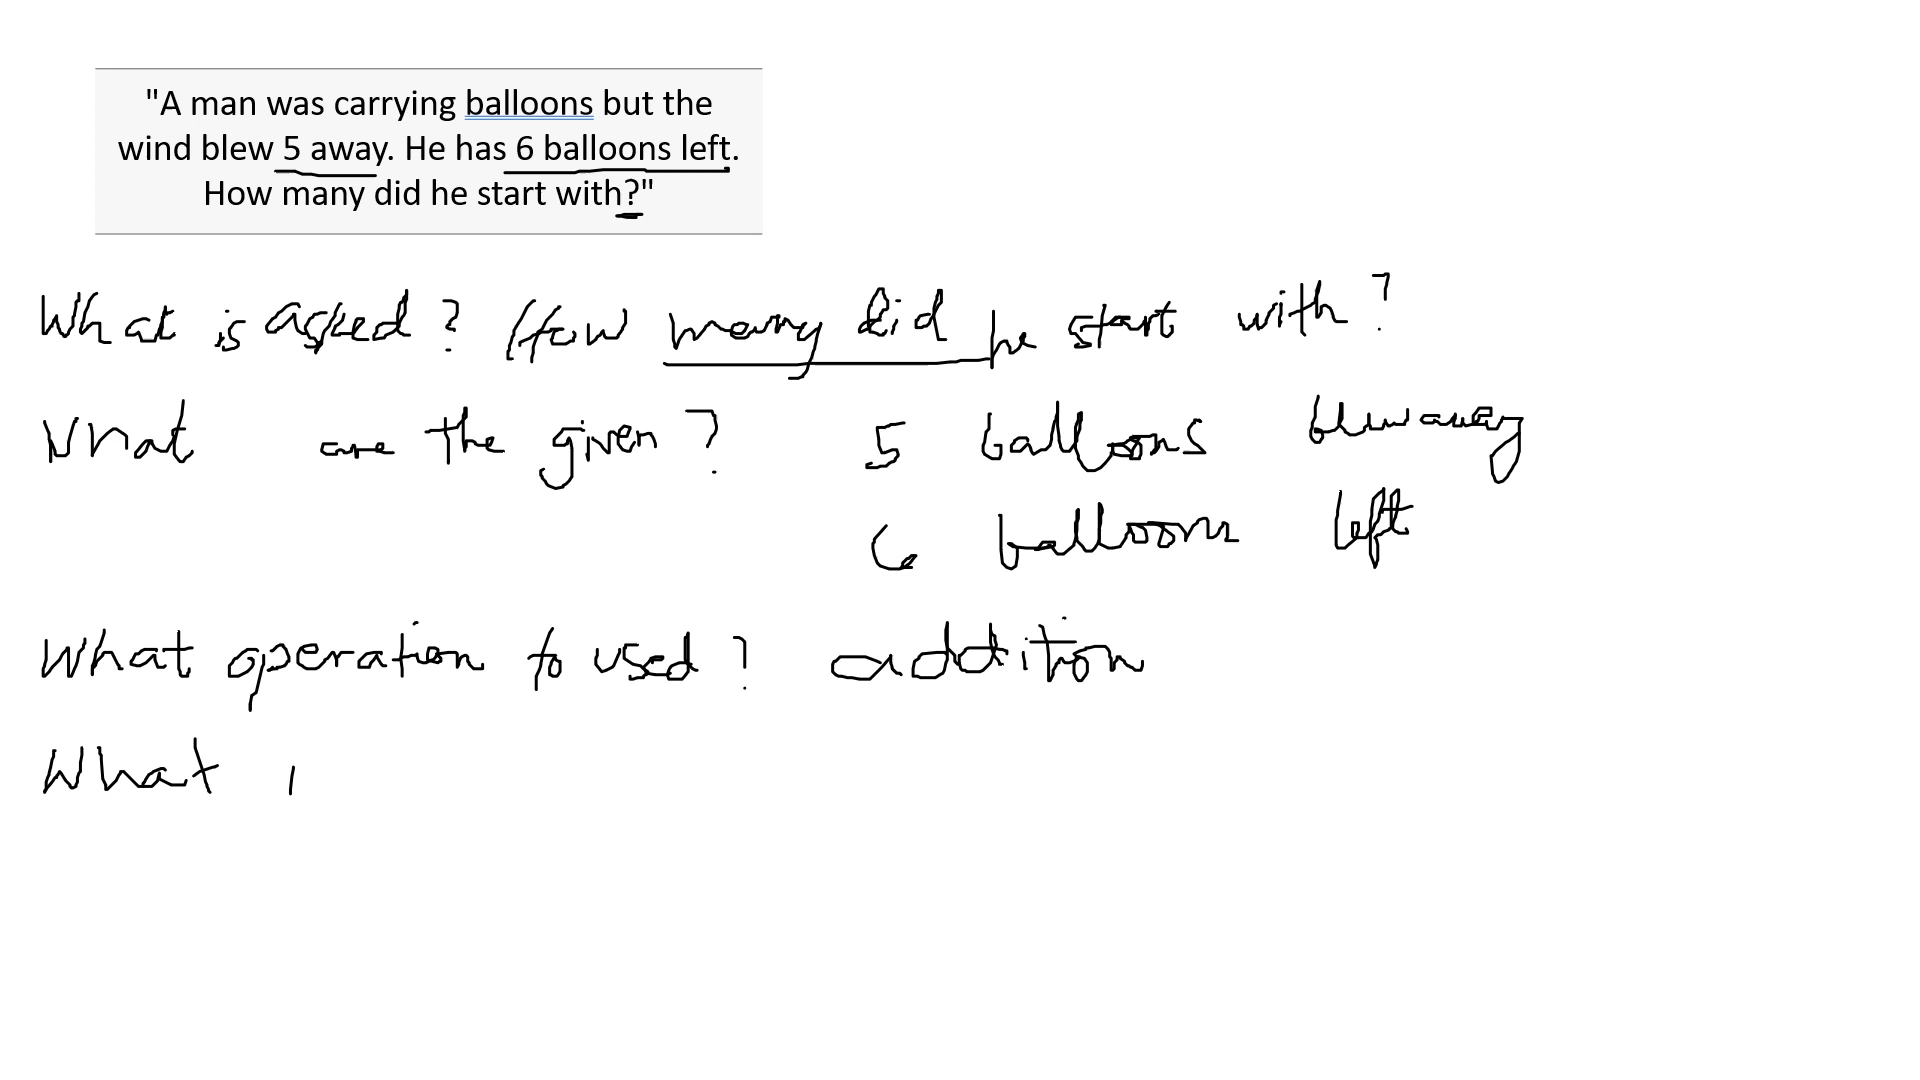 "A man was carrying balloons but the
wind blew 5 away. He has 6 balloons left.
How many did he start with?"
What is asked? How many did he start with?
What are the given? 5 balloons blew away
6 balloons left
What operation to used? addition
What